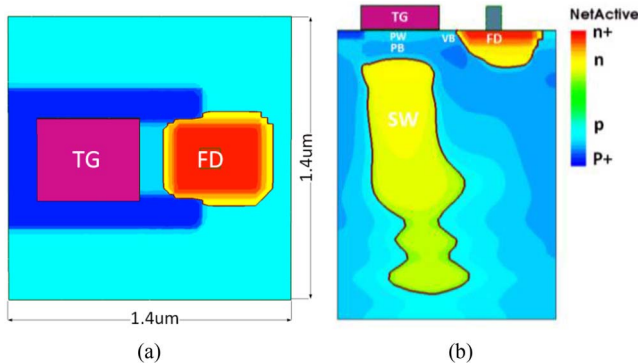 TG
FD
1.4um
1.4um
(a)
TG
PW
PB
VB
FD
SW
(b)
NetActive
n+
n
p
P+